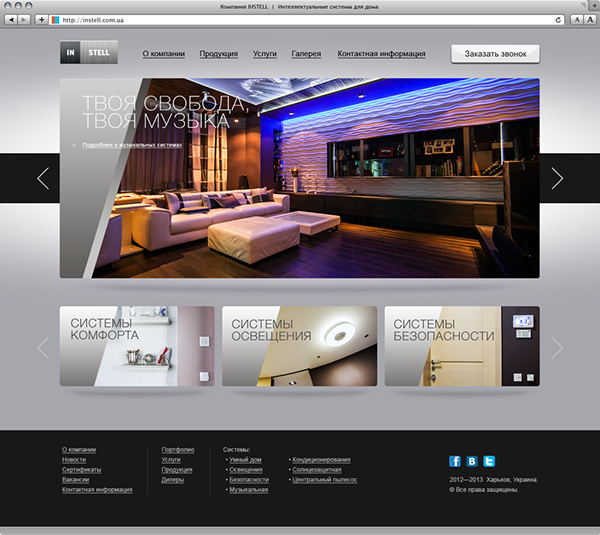 Компания INSTELL | Интеллектуальные системы для дома
http://instell.com.ua
A A
IN STELL
О компании Продукция Услуги Галерея Контактная информация
Заказать звонок
ТВОЯ СВОБОДА,
ТВОЯ МУЗЫКА
Подробнее о музыкальных системах
СИСТЕМЫ
КОМФОРТА
СИСТЕМЫ
ОСВЕЩЕНИЯ
СИСТЕМЫ
БЕЗОПАСНОСТИ
О компании
Новости
Сертификаты
Вакансии
Контактная информация
Портфолио
Услуги
Продукция
Дилеры
Системы:
• Умный дом
• Освещения
• Безопасности
• Музыкальная
• Кондиционирования
• Солнцезащитная
• Центральный пылесос
2012—2013 Харьков, Украина.
© Все права защищены.